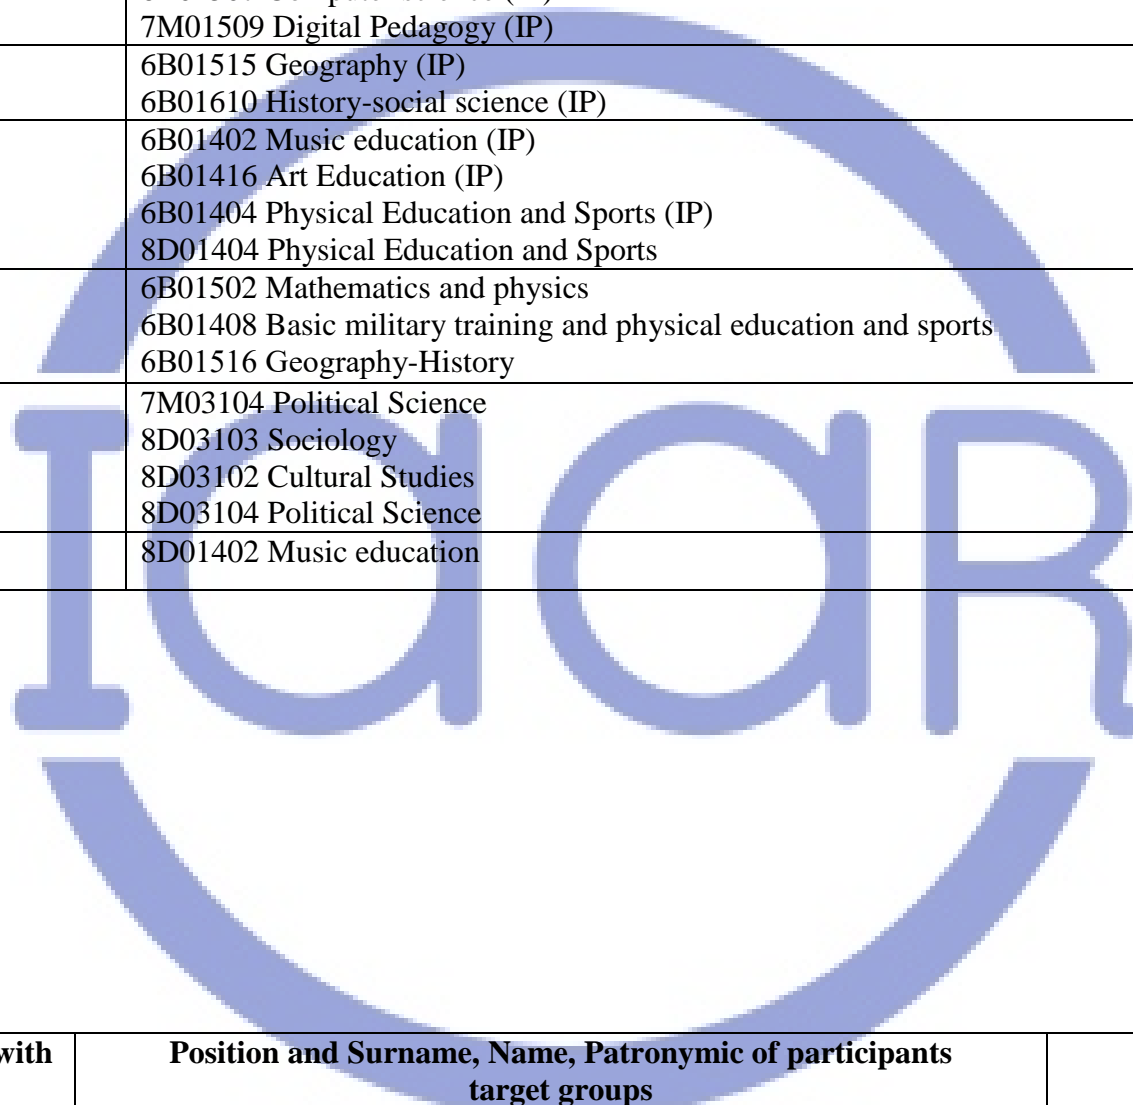 7M01509 Digital Pedagogy (IP)
6B01515 Geography (IP)
6B01610 History-social science (IP)
6B01402 Music education (IP)
6B01416 Art Education (IP)
6B01404 Physical Education and Sports (IP)
8D01404 Physical Education and Sports
6B01502 Mathematics and physics
6B01408 Basic military training and physical education and sports
6B01516 Geography-History
7M03104 Political Science
8D03103 Sociology
8D03102 Cultural Studies
8D03104 Political Science
8D01402 Music education
IaaR
with
Position and Surname, Name, Patronymic of participants
target groups